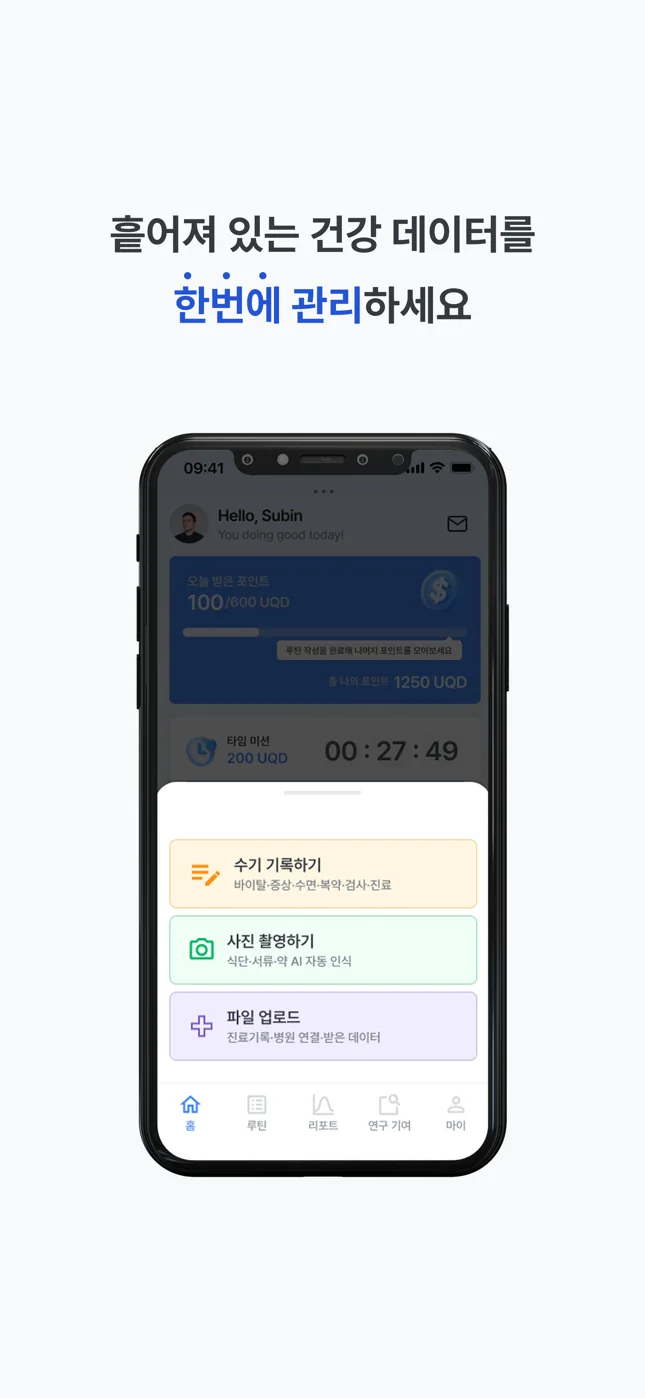 흩어져 있는 건강 데이터를
한번에 관리하세요
09:41
Hello, Subin
You doing good today!
오늘 받은 포인트
100/600 UQD
루틴 작성을 완료해 나머지 포인트를 모아보세요
총 나의 포인트 1250 UQD
타임 미션
200 UQD
00 : 27 : 49
수기 기록하기
바이탈·증상·수면·복약·검사·진료
사진 촬영하기
식단·서류·약 AI 자동 인식
파일 업로드
진료기록·병원 연결·받은 데이터
홈
루틴
리포트
연구 기여
마이